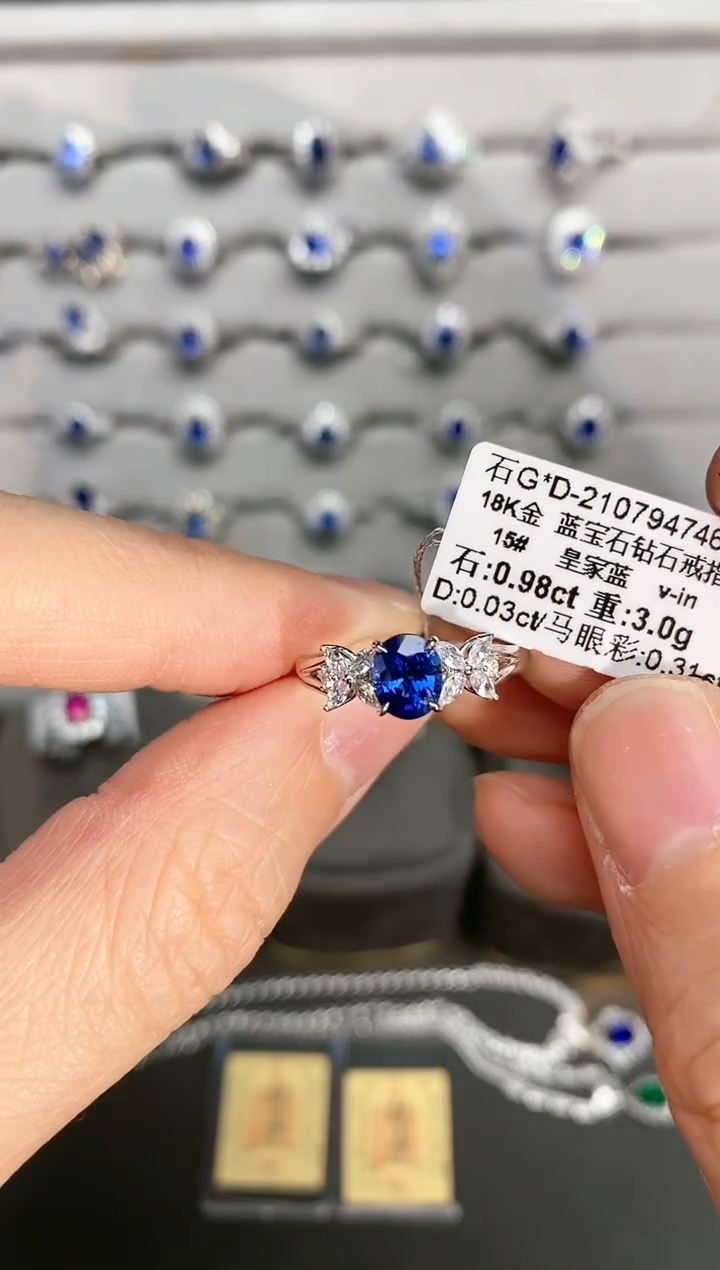 石G*D-210794746
18K金 蓝宝石钻石戒指
15# 皇家蓝 v-in
石:0.98ct 重:3.0g
D:0.03ct/马眼彩:0.31ct